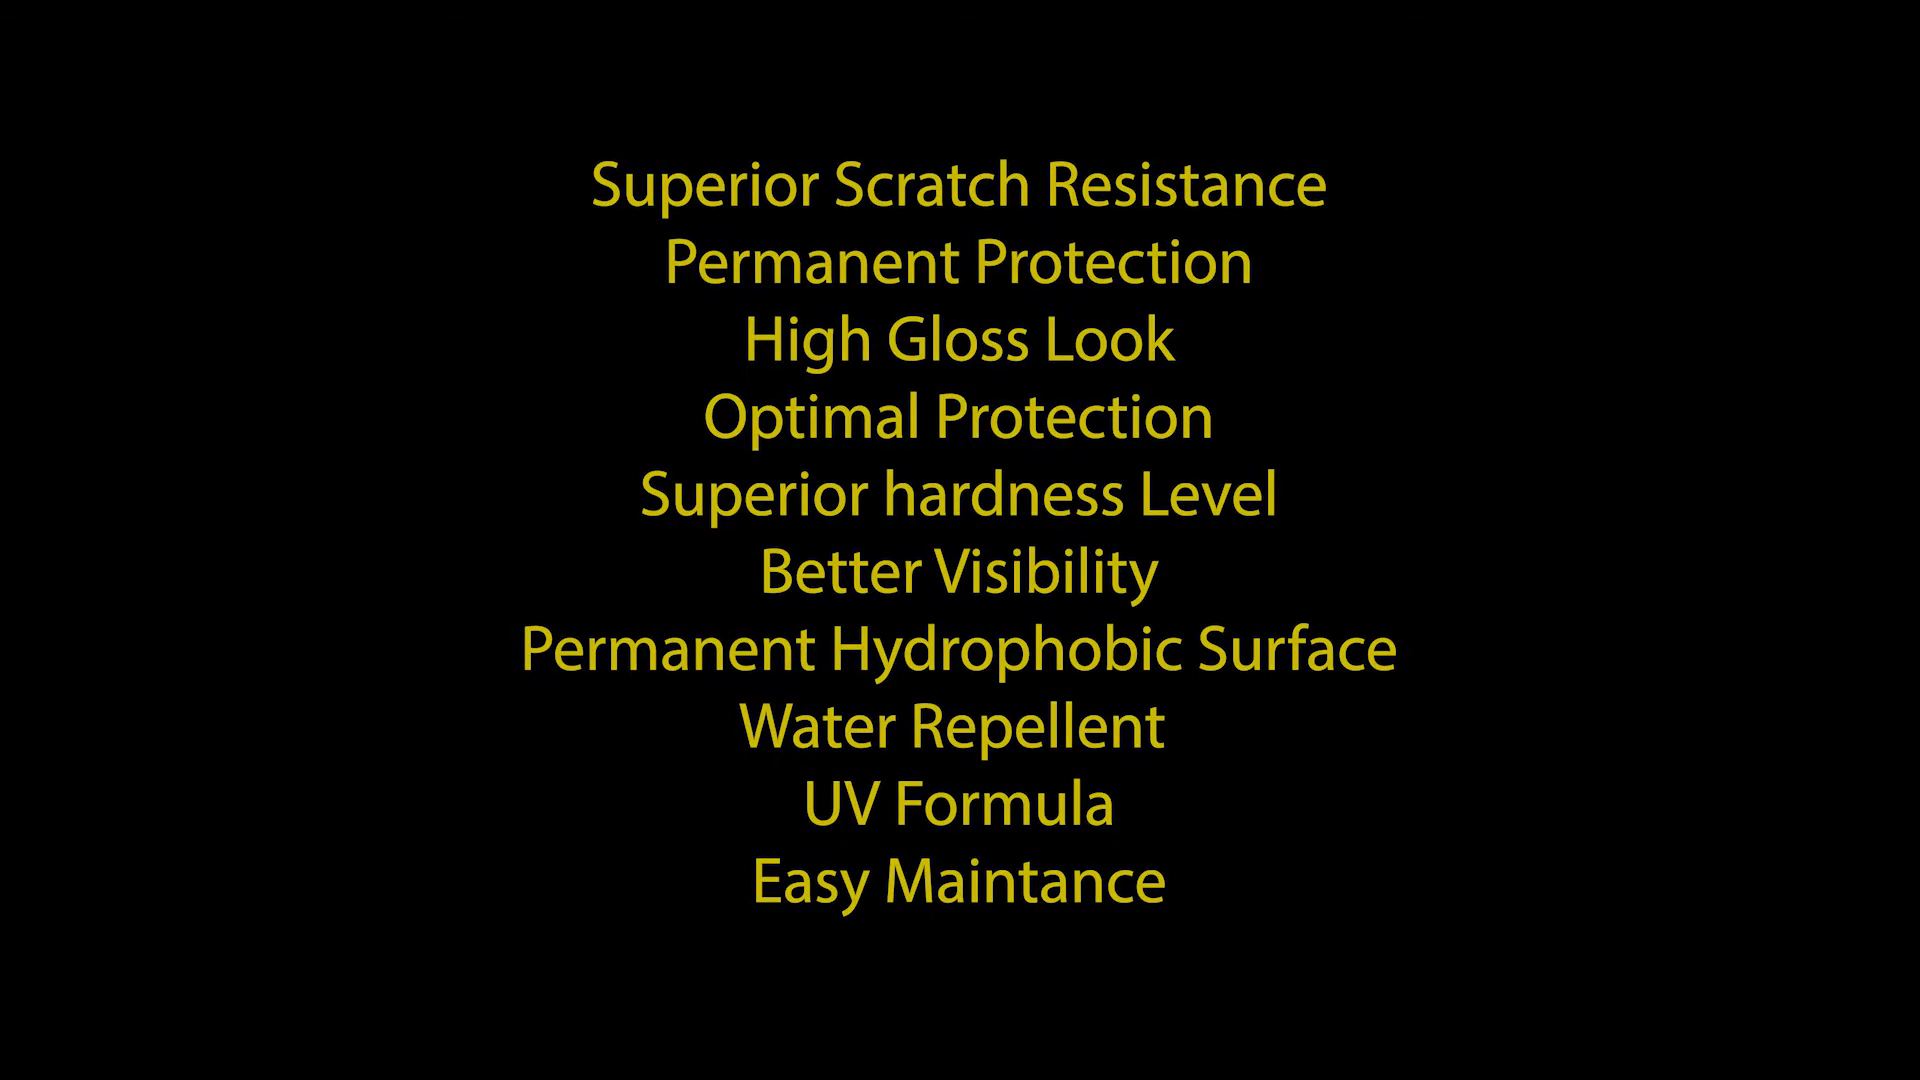 Superior Scratch Resistance
Permanent Protection
High Gloss Look
Optimal Protection
Superior hardness Level
Better Visibility
Permanent Hydrophobic Surface
Water Repellent
UV Formula
Easy Maintance